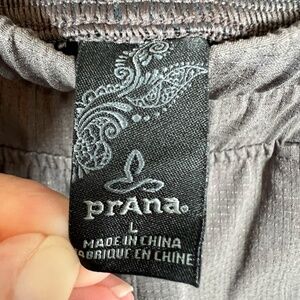 prAna®
L
MADE IN CHINA
FABRIQUE EN CHINE